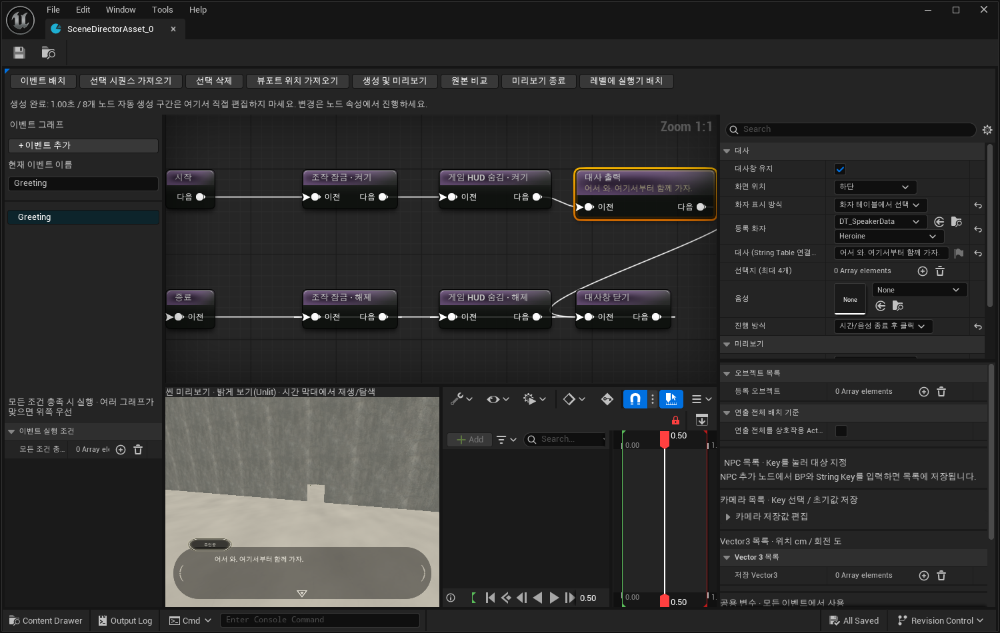 File Edit Window Tools Help
SceneDirectorAsset_0
이벤트 배치 선택 시퀀스 가져오기 선택 삭제 뷰포트 위치 가져오기 생성 및 미리보기 원본 비교 미리보기 종료 레벨에 실행기 배치
생성 완료: 1.00초 / 8개 노드 자동 생성 구간은 여기서 직접 편집하지 마세요. 변경은 노드 속성에서 진행하세요.
이벤트 그래프
+ 이벤트 추가
현재 이벤트 이름
Greeting
Greeting
모든 조건 충족 시 실행 · 여러 그래프가
맞으면 위쪽 우선
이벤트 실행 조건
모든 조건 충... 0 Array ele
Zoom 1:1
시작
다음
조작 잠금 · 켜기
이전 다음
게임 HUD 숨김 · 켜기
이전 다음
대사 출력
어서 와. 여기서부터 함께 가자.
이전 다음
종료
이전
조작 잠금 · 해제
이전 다음
게임 HUD 숨김 · 해제
이전 다음
대사창 닫기
이전 다음
씬 미리보기 · 밝게 보기(Unlit) · 시간 막대에서 재생/탐색
주인공
어서 와. 여기서부터 함께 가자.
+ Add Search...
0.50
0.00 1.
0.00 1.
0.50
0.50
Search
대사
대사창 유지
화면 위치 하단
화자 표시 방식 화자 테이블에서 선택
등록 화자 DT_SpeakerData
Heroine
대사 (String Table 연결... 어서 와. 여기서부터 함께 가자.
선택지 (최대 4개) 0 Array elements
음성 None None
진행 방식 시간/음성 종료 후 클릭
미리보기
오브젝트 목록
등록 오브젝트 0 Array elements
연출 전체 배치 기준
연출 전체를 상호작용 Act...
NPC 목록 · Key를 눌러 대상 지정
NPC 추가 노드에서 BP와 String Key를 입력하면 목록에 저장됩니다.
카메라 목록 · Key 선택 / 초기값 저장
카메라 저장값 편집
Vector3 목록 · 위치 cm / 회전 도
Vector 3 목록
저장 Vector3 0 Array elements
공용 변수 · 모든 이벤트에서 사용
Content Drawer Output Log Cmd Enter Console Command All Saved Revision Control